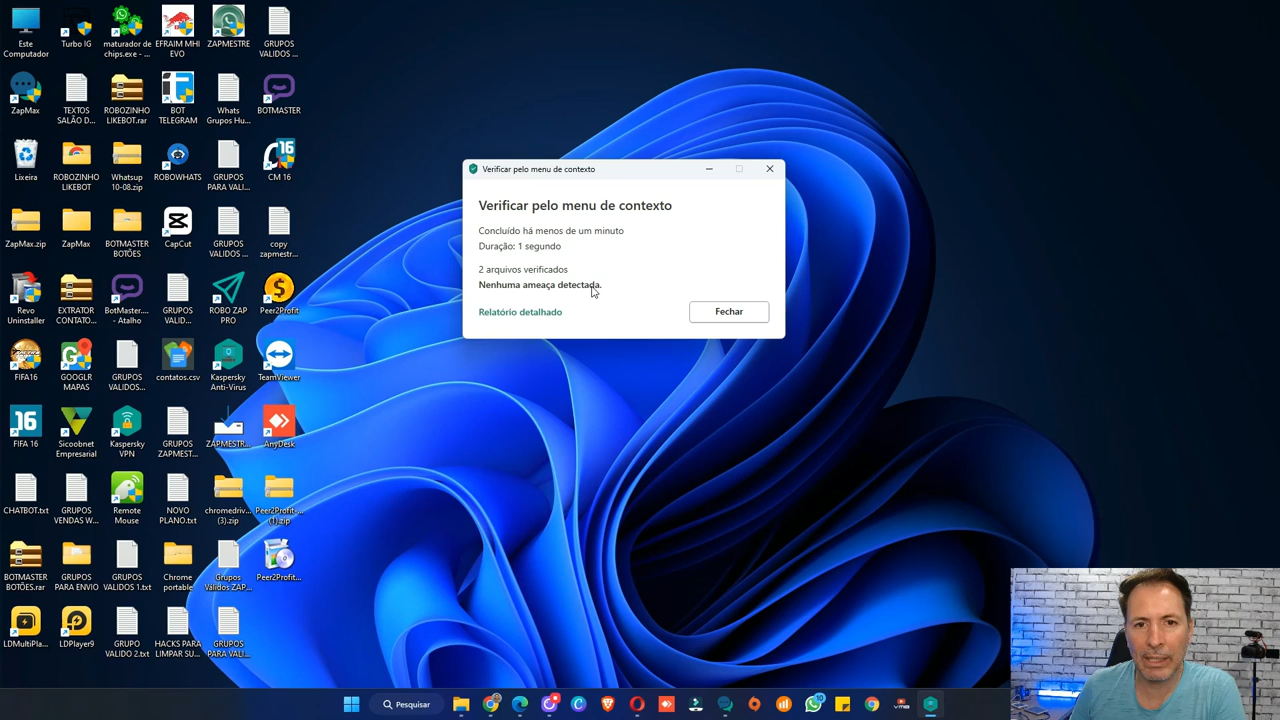 Este
Computador
Turbo IG
maturador de
chips.exe - ...
EFRAIM MHI
EVO
ZAPMESTRE
GRUPOS
VALIDOS ...
ZapMax
TEXTOS
SALÃO D...
ROBOZINHO
LIKEBOT.rar
BOT
TELEGRAM
Whats
Grupos Hu...
BOTMASTER
Lixeira
ROBOZINHO
LIKEBOT
Whatsup
10-08.zip
ROBOWHATS
GRUPOS
PARA VALI...
16
CM 16
ZapMax.zip
ZapMax
BOTMASTER
BOTÕES
CapCut
GRUPOS
VALIDOS ...
copy
zapmestr...
Revo
Uninstaller
EXTRATOR
CONTATO...
BotMaster....
- Atalho
GRUPOS
VALID...
ROBO ZAP
PRO
Peer2Profit
FIFA16
GOOGLR
MAPAS
GRUPOS
VALIDOS...
contatos.csv
Kaspersky
Anti-Virus
TeamViewer
16
FIFA 16
Sicoobnet
Empresarial
Kaspersky
VPN
GRUPOS
ZAPMEST...
ZAPMESTR...
AnyDesk
CHATBOT.txt
GRUPOS
VENDAS W...
Remote
Mouse
NOVO
PLANO.txt
chromedriv...
(3).zip
Peer2Profit-...
(1).zip
BOTMASTER
BOTÕES.rar
GRUPOS
PARA ENVIO
GRUPOS
VALIDOS 1.txt
Chrome
portable
Grupos
Validos ZAP...
Peer2Profit...
LDMultiPla...
LDPlayer9
GRUPO
VALIDO 2.txt
HACKS PARA
LIMPAR SU...
GRUPOS
PARA VALI...
Verificar pelo menu de contexto
Verificar pelo menu de contexto
Concluído há menos de um minuto
Duração: 1 segundo
2 arquivos verificados
Nenhuma ameaça detectada.
Relatório detalhado
Fechar
Pesquisar
10